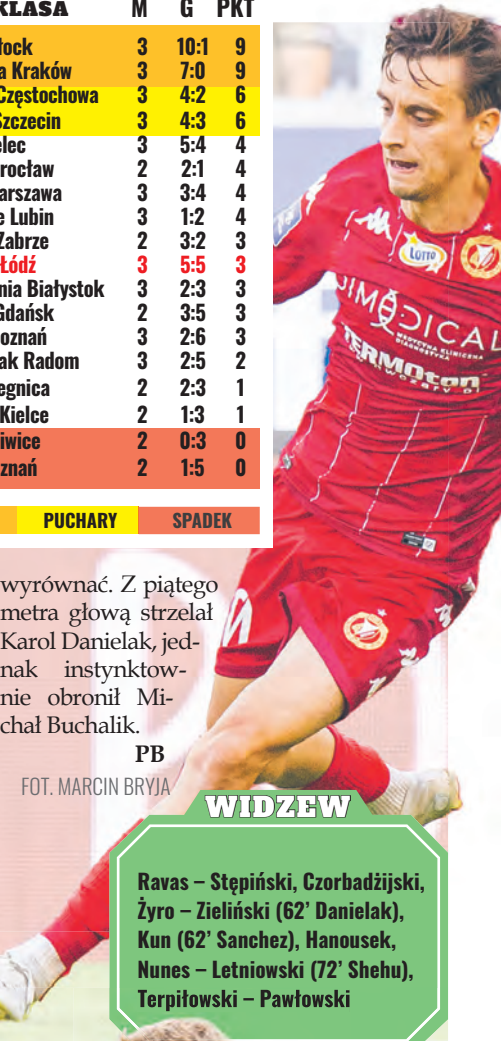 KLASA M G PKT
łock 3 10:1 9
a Kraków 3 7:0 9
Częstochowa 3 4:2 6
Szczecin 3 4:3 6
elec 3 5:4 4
rocław 2 2:1 4
arszawa 3 3:4 4
e Lubin 3 1:2 4
Zabrze 2 3:2 3
Łódź 3 5:5 3
nia Białystok 3 2:3 3
Gdańsk 2 3:5 3
oznań 3 2:6 3
ak Radom 3 2:5 2
egnica 2 2:3 1
Kielce 2 1:3 1
iwice 2 0:3 0
znań 2 1:5 0
PUCHARY SPADEK
wyrównać. Z piątego
metra głową strzelał
Karol Danielak, jed-
nak instynktow-
nie obronił Mi-
chał Buchalik.
PB
FOT. MARCIN BRYJA
LOTTO
DIMEDICAL
MEDYCYNA KLINICZNA
DIAGNOSTYKA
TERMOton
WIDZEW
Ravas – Stępiński, Czorbadżijski,
Żyro – Zieliński (62’ Danielak),
Kun (62’ Sanchez), Hanousek,
Nunes – Letniowski (72’ Shehu),
Terpiłowski – Pawłowski